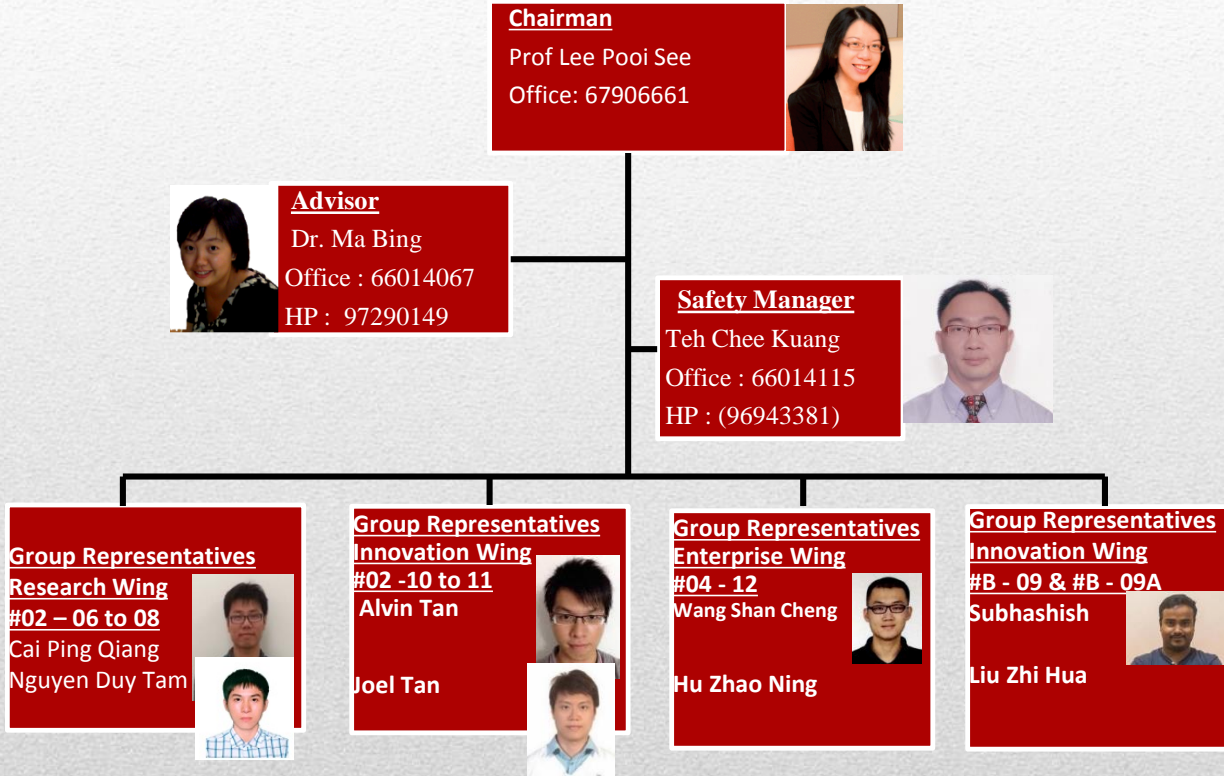 Chairman
Prof Lee Pooi See
Office: 67906661
Advisor
Dr. Ma Bing
Office : 66014067
HP : 97290149
Safety Manager
Teh Chee Kuang
Office : 66014115
HP : (96943381)
Group Representatives
Research Wing
#02 – 06 to 08
Cai Ping Qiang
Nguyen Duy Tam
Group Representatives
Innovation Wing
#02 -10 to 11
Alvin Tan
Joel Tan
Group Representatives
Enterprise Wing
#04 - 12
Wang Shan Cheng
Hu Zhao Ning
Group Representatives
Innovation Wing
#B - 09 & #B - 09A
Subhashish
Liu Zhi Hua